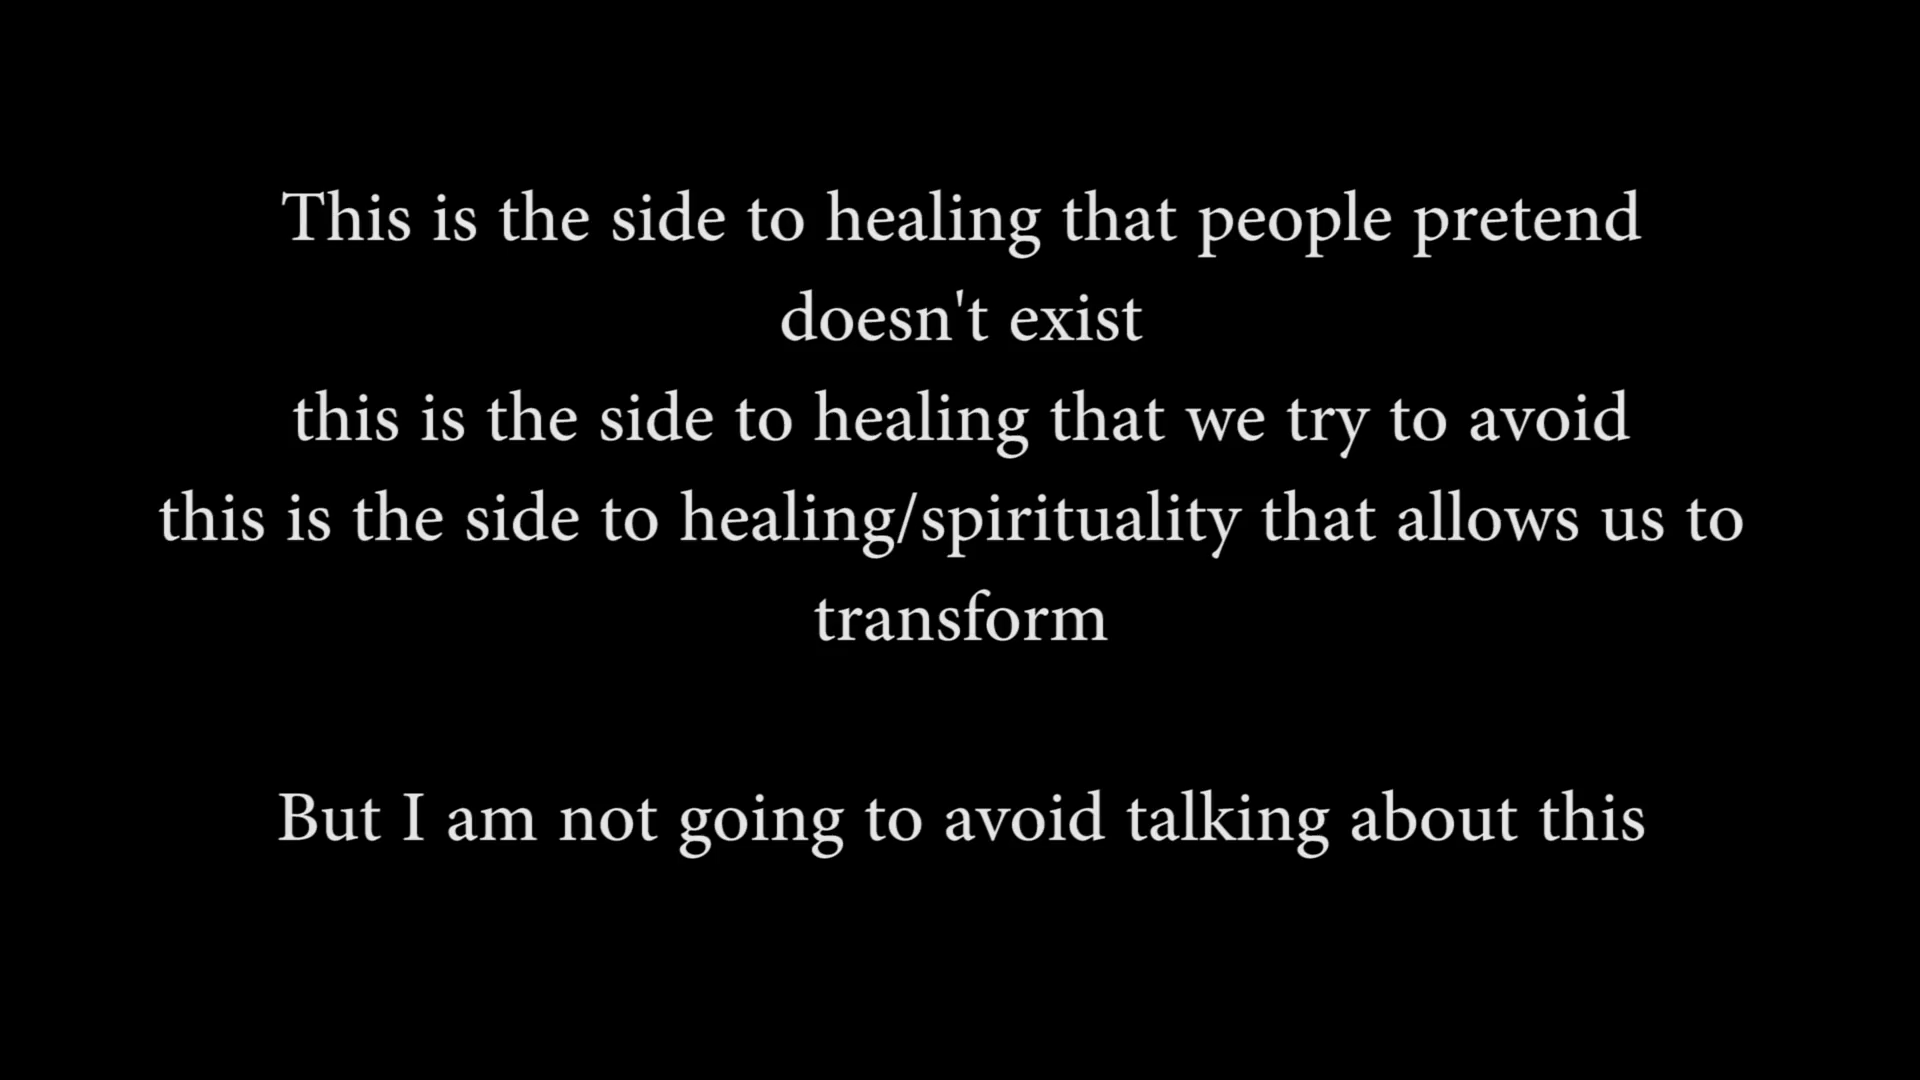 This is the side to healing that people pretend
doesn't exist
this is the side to healing that we try to avoid
this is the side to healing/spirituality that allows us to
transform
But I am not going to avoid talking about this